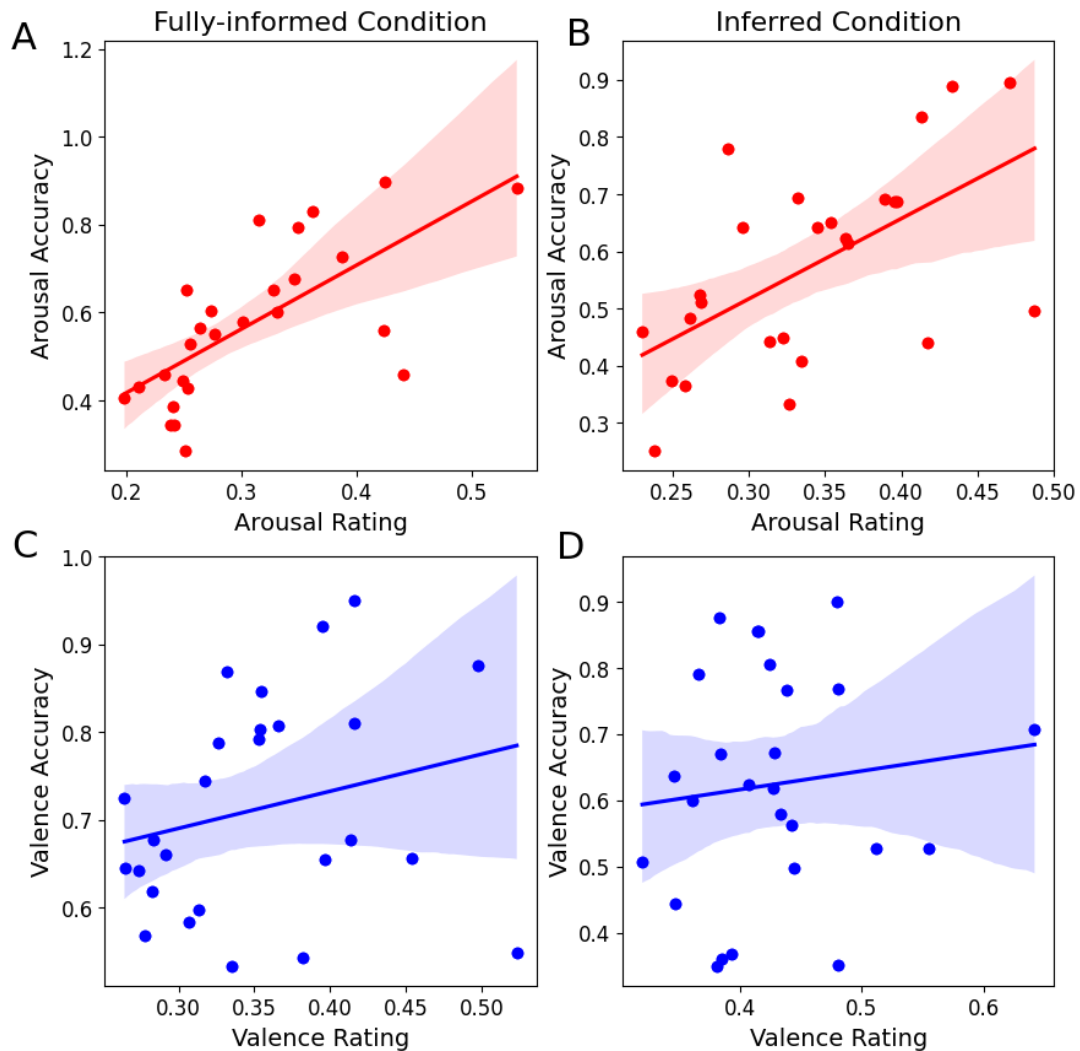 A Fully-informed Condition
B Inferred Condition
1.2
1.0
0.8
0.6
0.4
Arousal Accuracy
0.2 0.3 0.4 0.5
Arousal Rating
0.9
0.8
0.7
0.6
0.5
0.4
0.3
Arousal Accuracy
0.25 0.30 0.35 0.40 0.45 0.50
Arousal Rating
C
1.0
0.9
0.8
0.7
0.6
Valence Accuracy
0.30 0.35 0.40 0.45 0.50
Valence Rating
D
0.9
0.8
0.7
0.6
0.5
0.4
Valence Accuracy
0.4 0.5 0.6
Valence Rating